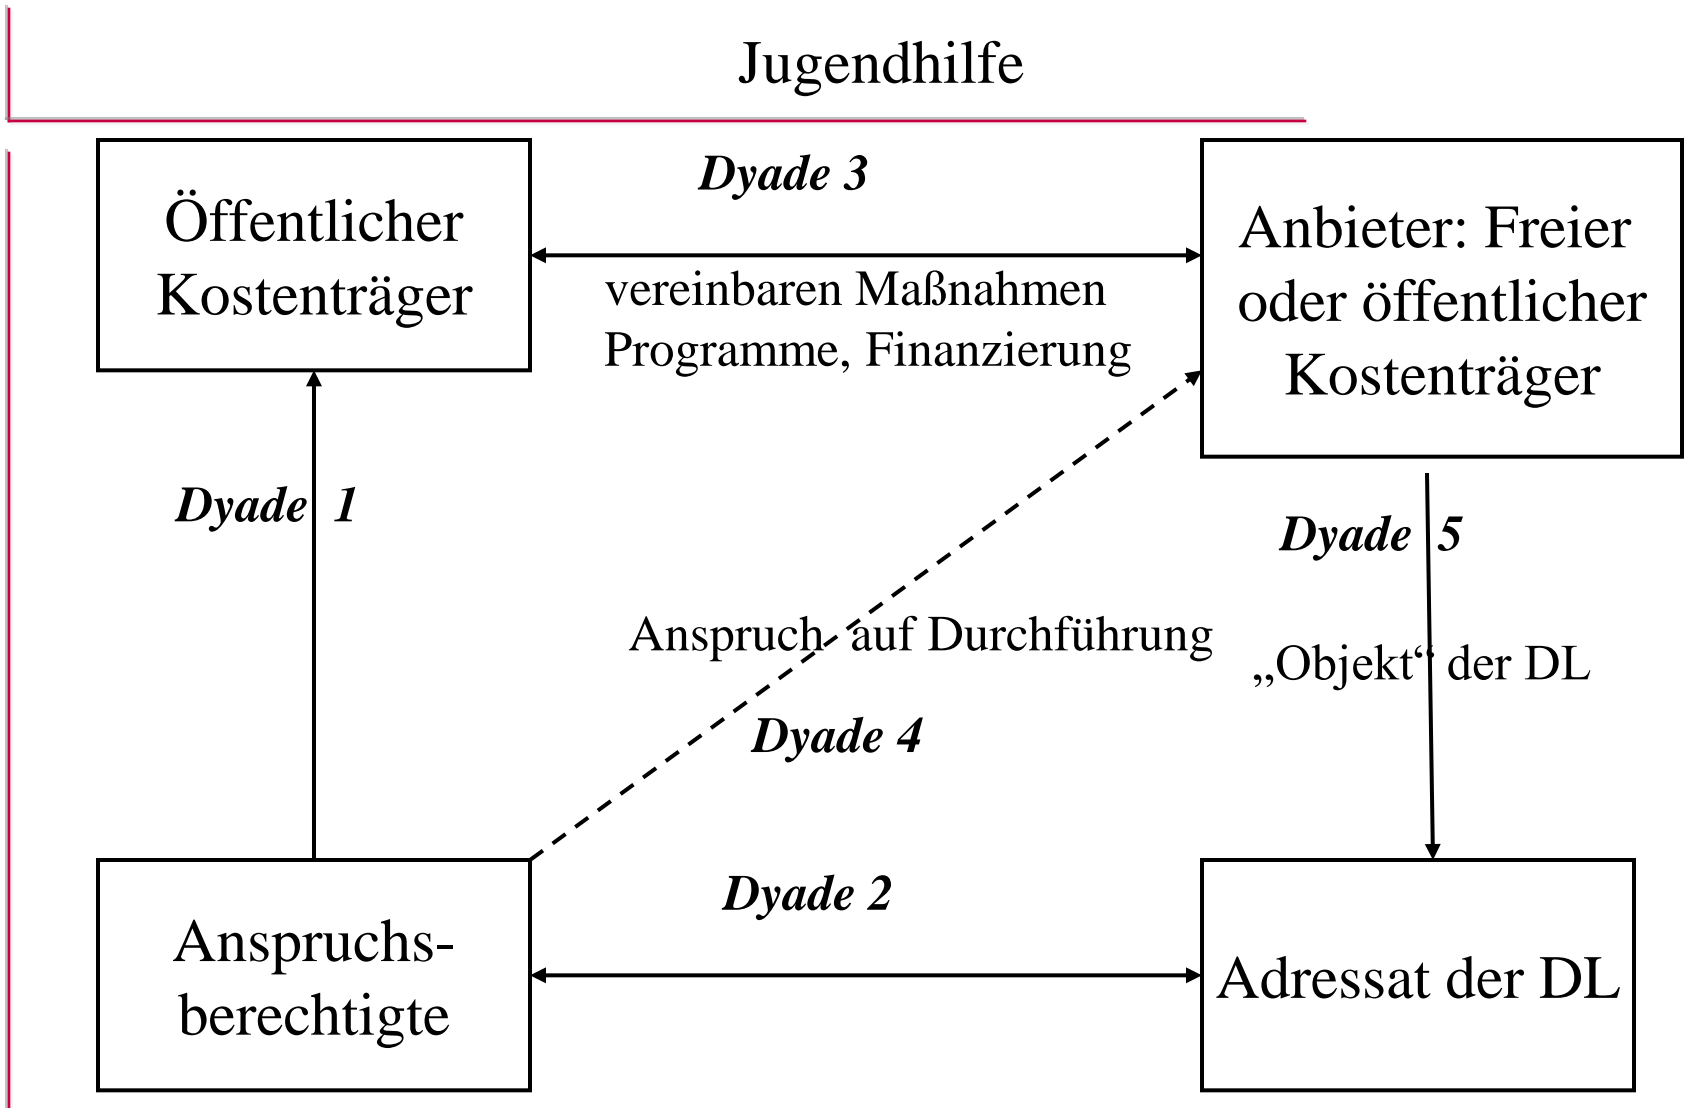 Jugendhilfe
Öffentlicher
Kostenträger
Dyade 3
vereinbaren Maßnahmen
Programme, Finanzierung
Anbieter: Freier
oder öffentlicher
Kostenträger
Dyade 1
Dyade 5
Anspruch auf Durchführung
„Objekt“ der DL
Dyade 4
Dyade 2
Anspruchs-
berechtigte
Adressat der DL